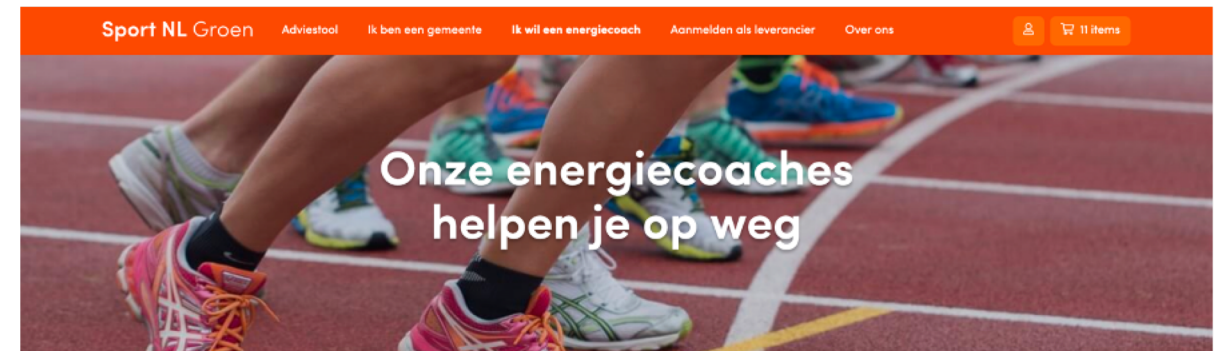 Sport NL Groen Adviestool Ik ben een gemeente Ik wil een energiecoach Aanmelden als leverancier Over ons 11 items
Onze energiecoaches
helpen je op weg